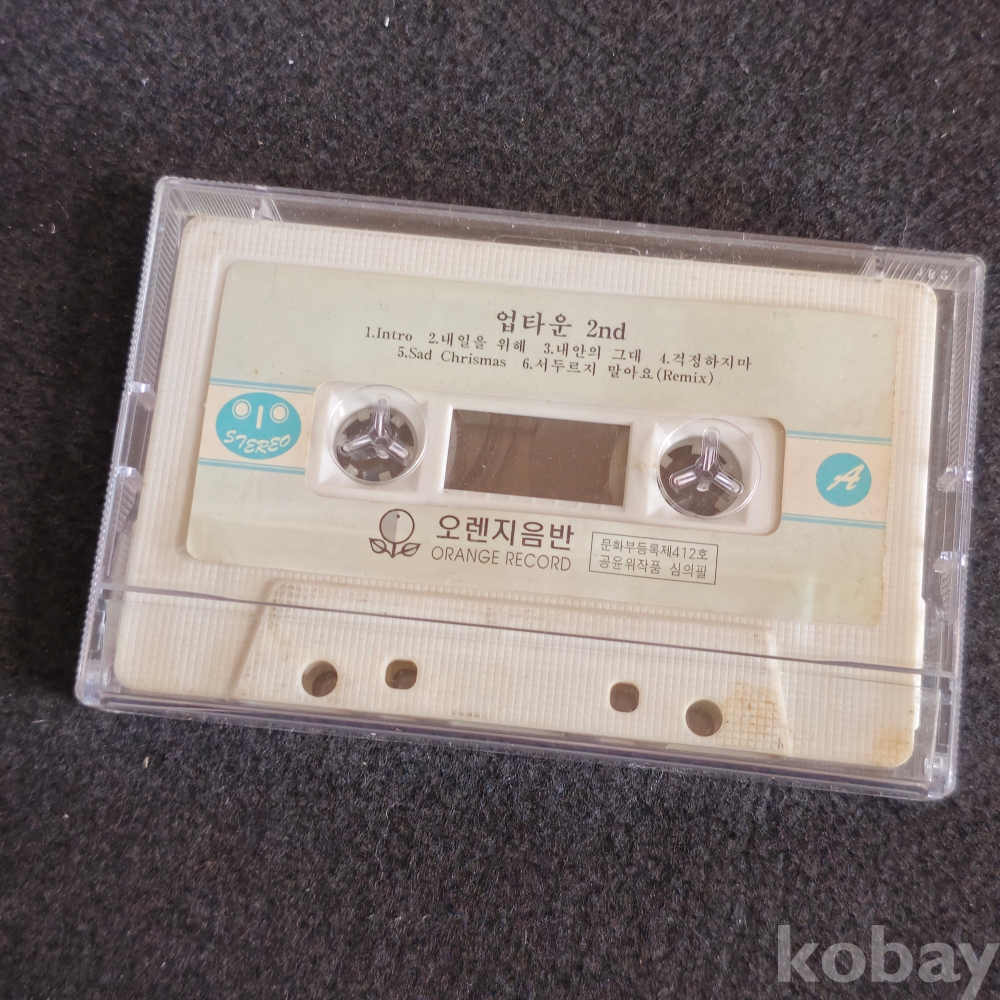 업타운 2nd
1.Intro 2.내일을 위해 3.내안의 그대 4.걱정하지마
5.Sad Chrismas 6.서두르지 말아요(Remix)
STEREO
A
오렌지음반
ORANGE RECORD
문화부등록제412호
공윤위작품 심의필
kobay